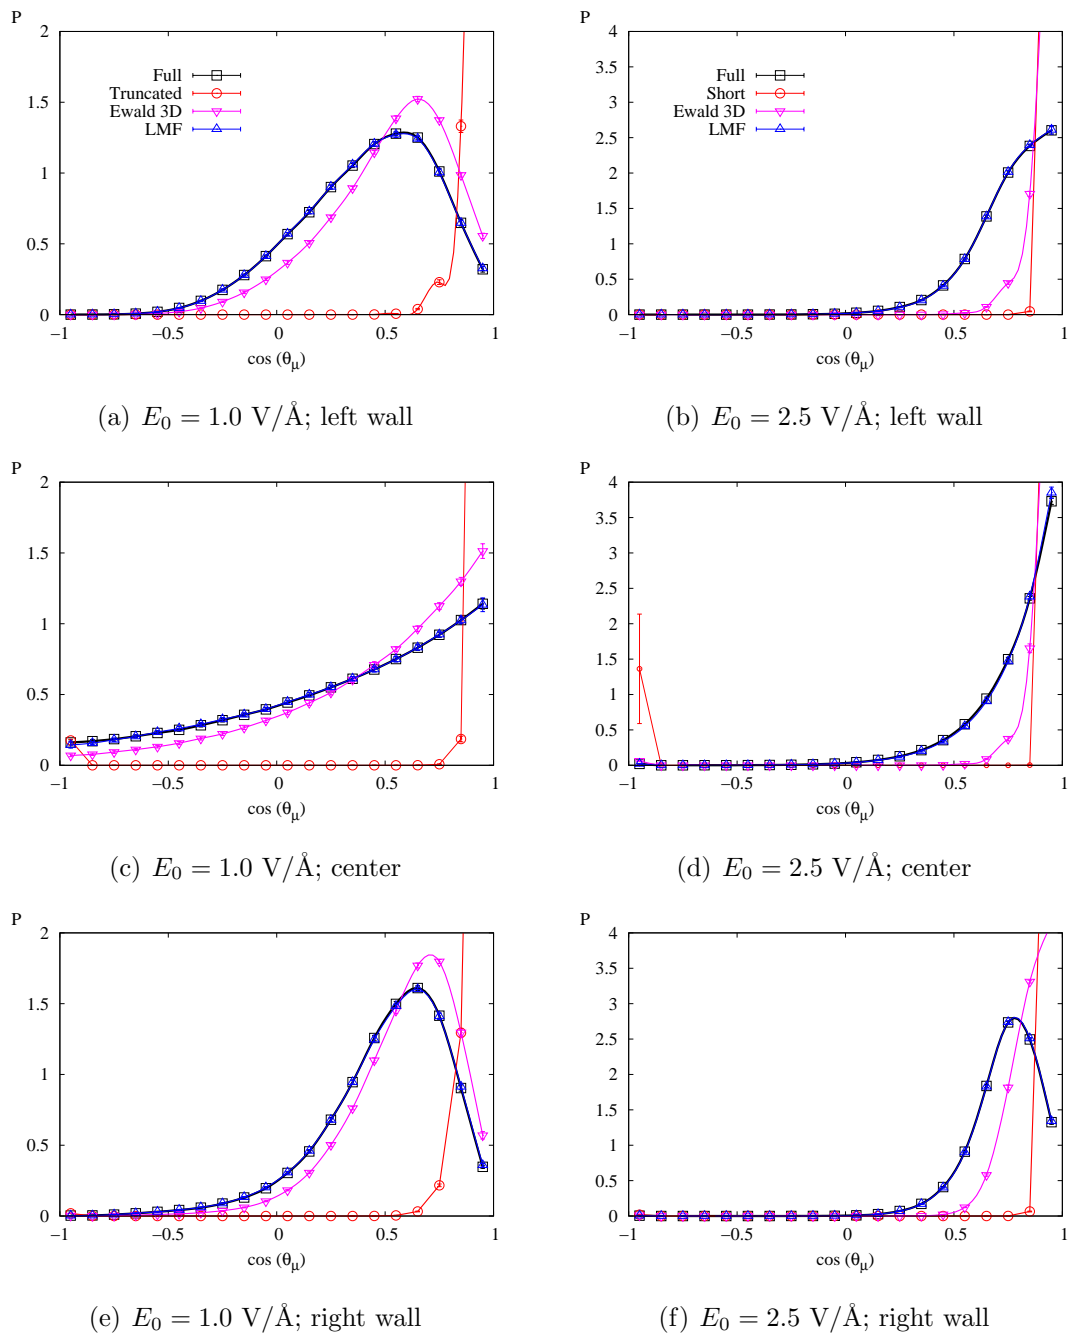 P
2
1.5
1
0.5
0
Full
Truncated
Ewald 3D
LMF
−1 −0.5 0 0.5 1
cos (θμ)
(a) E₀ = 1.0 V/Å; left wall
P
4
3.5
3
2.5
2
1.5
1
0.5
0
Full
Short
Ewald 3D
LMF
−1 −0.5 0 0.5 1
cos (θμ)
(b) E₀ = 2.5 V/Å; left wall
P
2
1.5
1
0.5
0
−1 −0.5 0 0.5 1
cos (θμ)
(c) E₀ = 1.0 V/Å; center
P
4
3.5
3
2.5
2
1.5
1
0.5
0
−1 −0.5 0 0.5 1
cos (θμ)
(d) E₀ = 2.5 V/Å; center
P
2
1.5
1
0.5
0
−1 −0.5 0 0.5 1
cos (θμ)
(e) E₀ = 1.0 V/Å; right wall
P
4
3.5
3
2.5
2
1.5
1
0.5
0
−1 −0.5 0 0.5 1
cos (θμ)
(f) E₀ = 2.5 V/Å; right wall